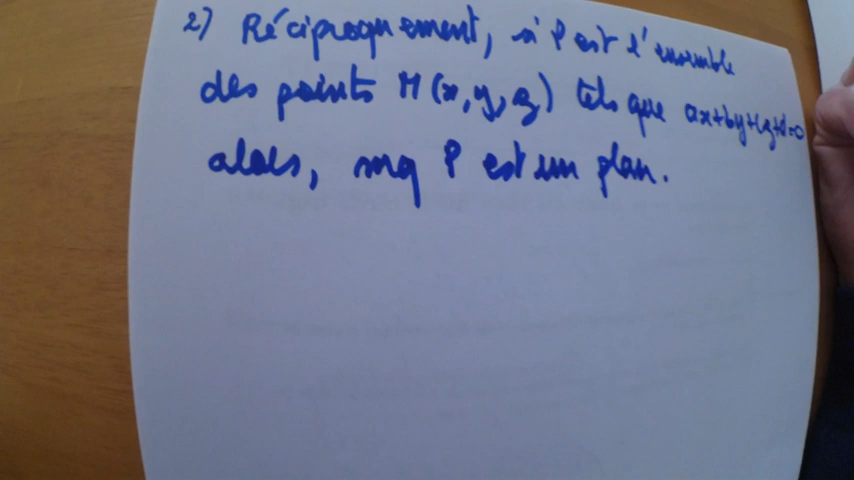 2) Réciproquement, si P est l'ensemble
des points M(x,y,z) tels que ax+by+cz+d=0
alors, mq P est un plan.